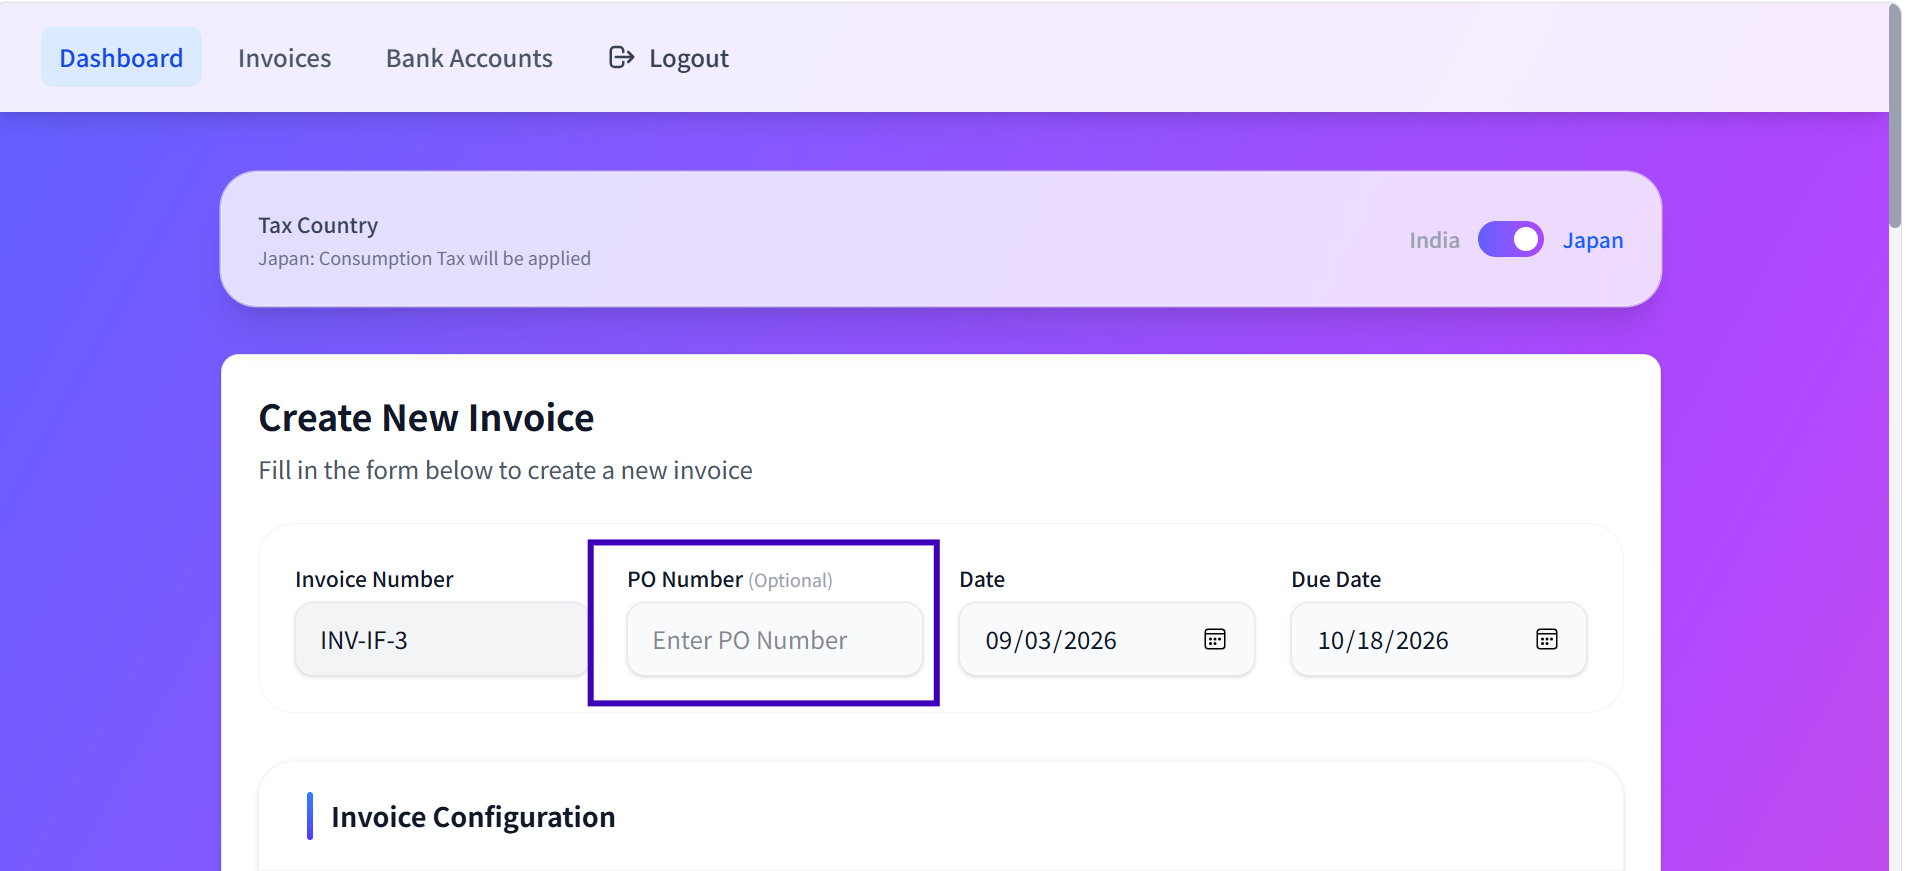 Dashboard Invoices Bank Accounts Logout
Tax Country
Japan: Consumption Tax will be applied
India Japan
Create New Invoice
Fill in the form below to create a new invoice
Invoice Number PO Number (Optional) Date Due Date
INV-IF-3 Enter PO Number 09/03/2026 10/18/2026
Invoice Configuration